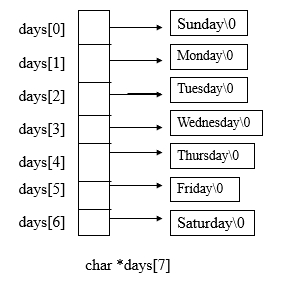 days[0] Sunday\0
days[1] Monday\0
days[2] Tuesday\0
days[3] Wednesday\0
days[4] Thursday\0
days[5] Friday\0
days[6] Saturday\0
char *days[7]